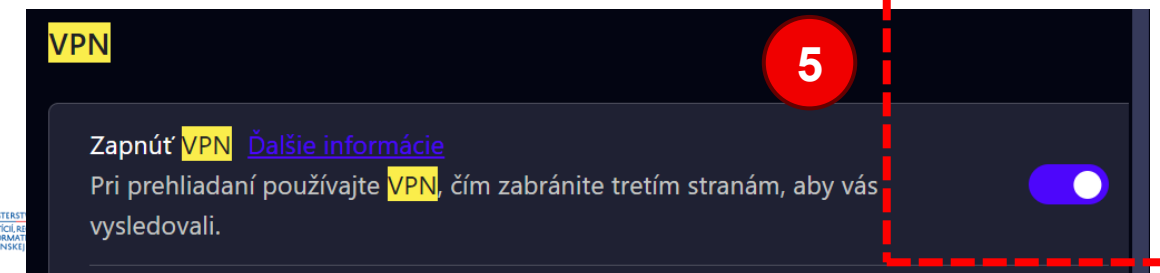 VPN
5
Zapnúť VPN Ďalšie informácie
Pri prehliadaní používajte VPN, čím zabránite tretím stranám, aby vás
vysledovali.